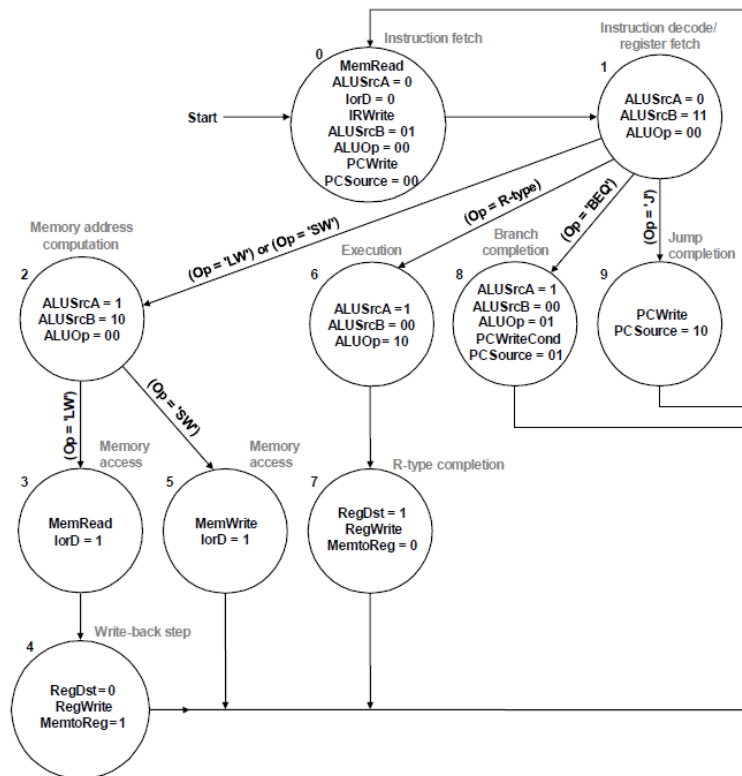 Instruction fetch
0
MemRead
ALUSrcA = 0
IorD = 0
IRWrite
ALUSrcB = 01
ALUOp = 00
PCWrite
PCSource = 00
Start
Instruction decode/
register fetch
1
ALUSrcA = 0
ALUSrcB = 11
ALUOp = 00
(Op = 'LW') or (Op = 'SW')
(Op = R-type)
(Op = 'BEQ')
(Op = 'J')
Memory address
computation
2
ALUSrcA = 1
ALUSrcB = 10
ALUOp = 00
Execution
6
ALUSrcA =1
ALUSrcB = 00
ALUOp= 10
Branch
completion
8
ALUSrcA = 1
ALUSrcB = 00
ALUOp = 01
PCWriteCond
PCSource = 01
Jump
completion
9
PCWrite
PCSource = 10
(Op = 'LW')
(Op = 'SW')
Memory
access
3
MemRead
IorD = 1
Memory
access
5
MemWrite
IorD = 1
R-type completion
7
RegDst = 1
RegWrite
MemtoReg = 0
Write-back step
4
RegDst= 0
RegWrite
MemtoReg=1